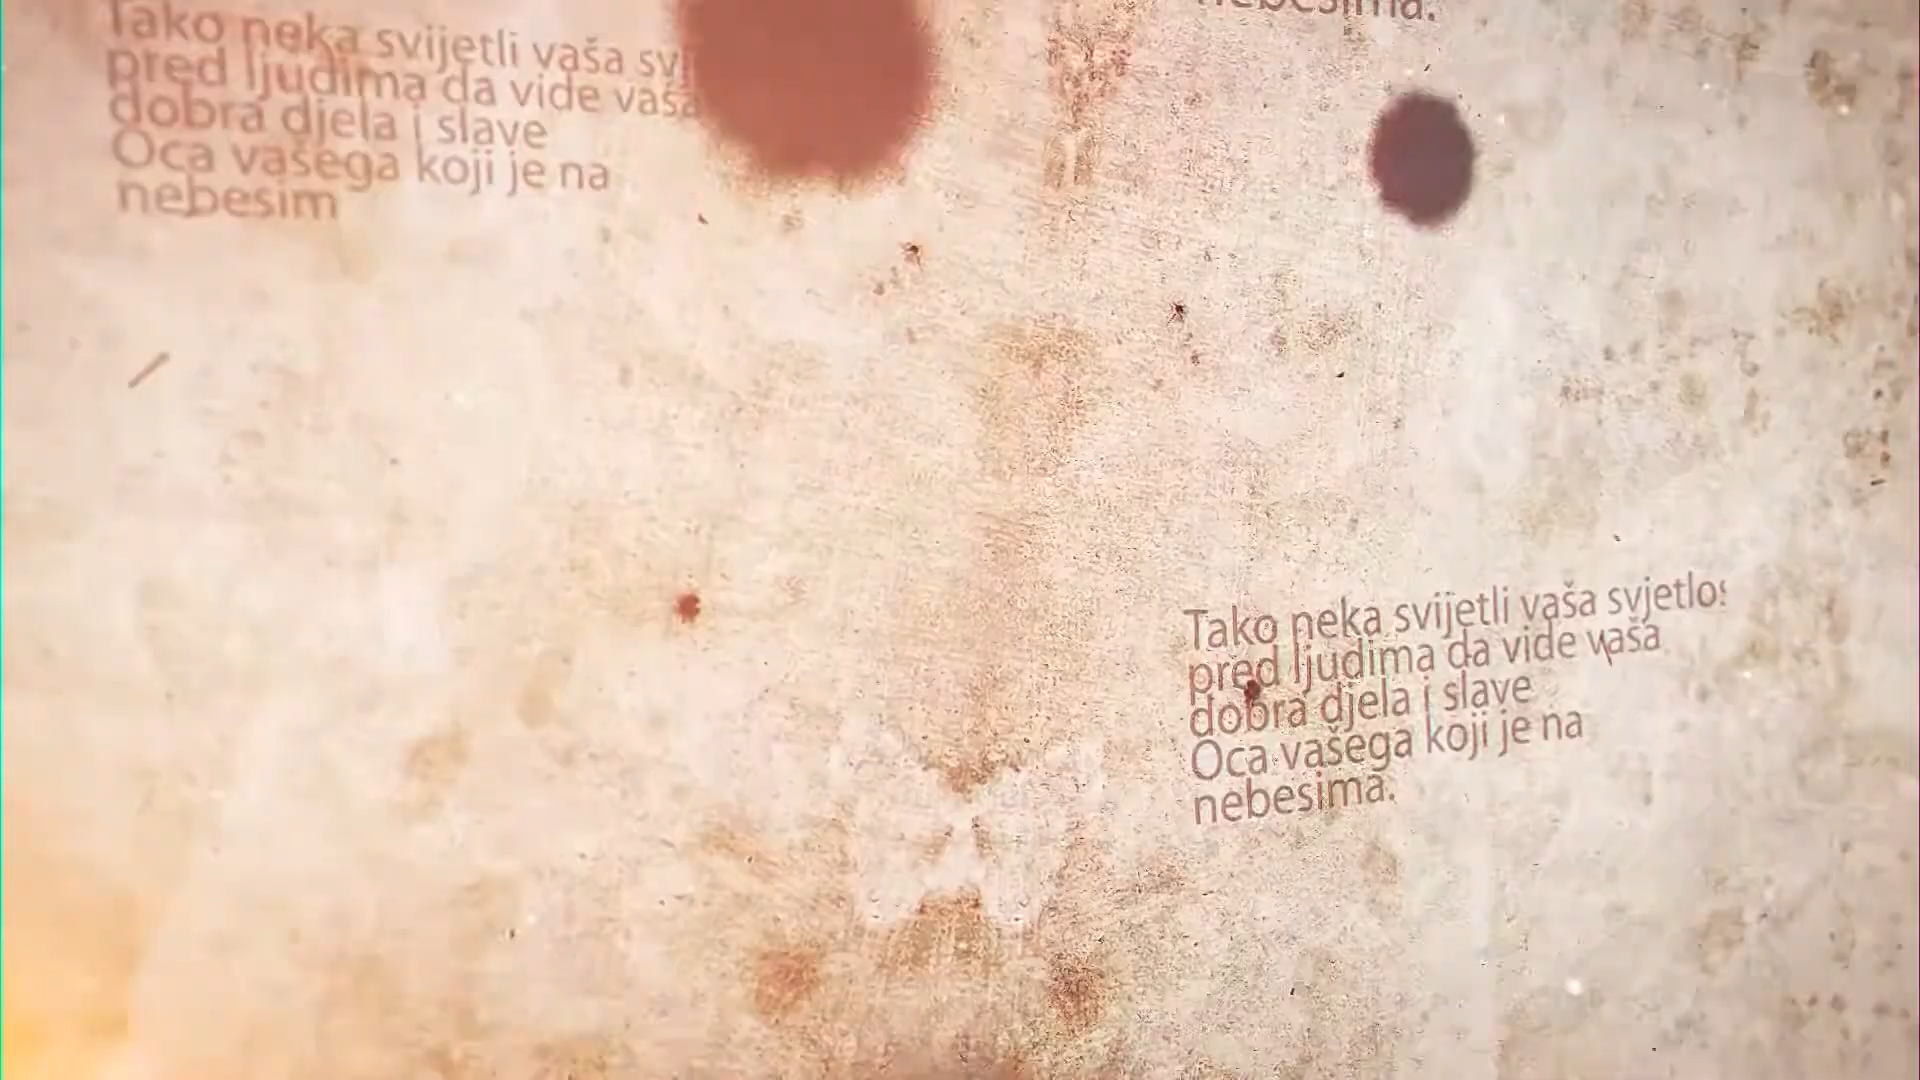 Tako neka svijetli vaša svj
pred ljudima da vide vaša
dobra djela i slave
Oca vašega koji je na
nebesim
nebesima.
Tako neka svijetli vaša svjetlos
pred ljudima da vide vaša
dobra djela i slave
Oca vašega koji je na
nebesima.